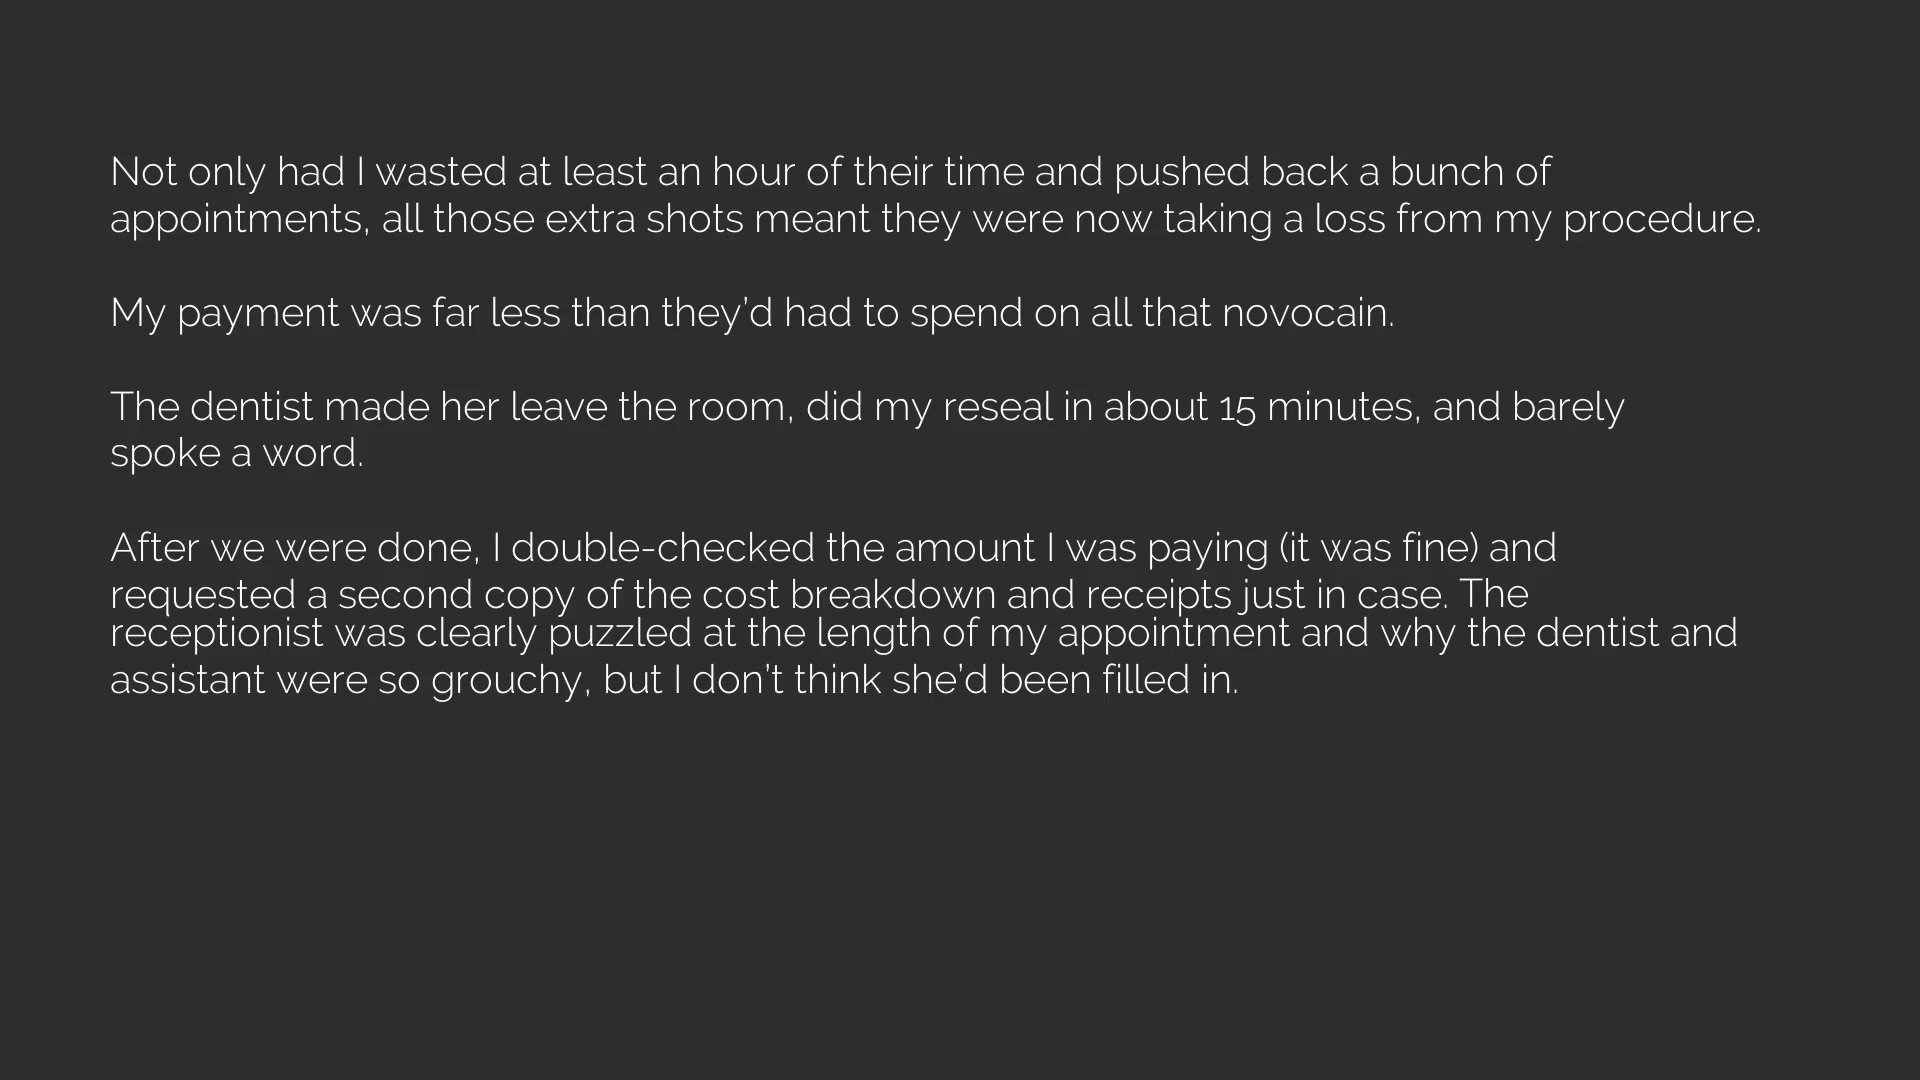 Not only had I wasted at least an hour of their time and pushed back a bunch of
appointments, all those extra shots meant they were now taking a loss from my procedure.
My payment was far less than they’d had to spend on all that novocain.
The dentist made her leave the room, did my reseal in about 15 minutes, and barely
spoke a word.
After we were done, I double-checked the amount I was paying (it was fine) and
requested a second copy of the cost breakdown and receipts just in case. The
receptionist was clearly puzzled at the length of my appointment and why the dentist and
assistant were so grouchy, but I don’t think she’d been filled in.